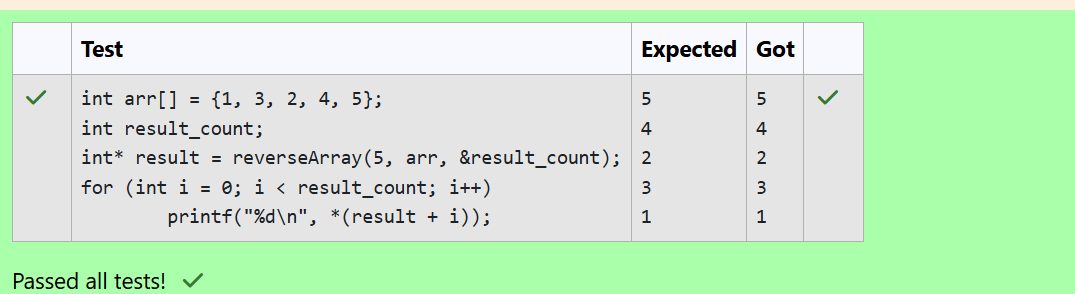 Test Expected Got
int arr[] = {1, 3, 2, 4, 5}; 5 5
int result_count; 4 4
int* result = reverseArray(5, arr, &result_count); 2 2
for (int i = 0; i < result_count; i++) 3 3
        printf("%d\n", *(result + i)); 1 1
Passed all tests!